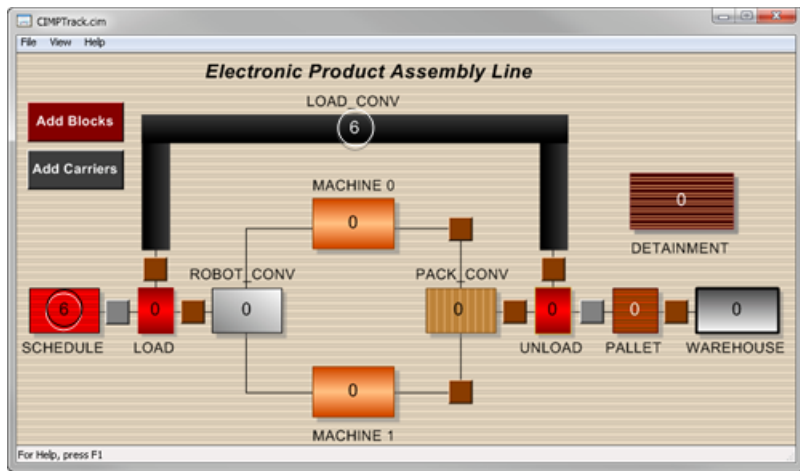 CIMPTrack.cim
File View Help
Electronic Product Assembly Line
Add Blocks
LOAD_CONV
6
Add Carriers
MACHINE 0
0
0
DETAINMENT
ROBOT_CONV
PACK_CONV
6
0
0
0
0
0
0
SCHEDULE
LOAD
UNLOAD
PALLET
WAREHOUSE
0
MACHINE 1
For Help, press F1